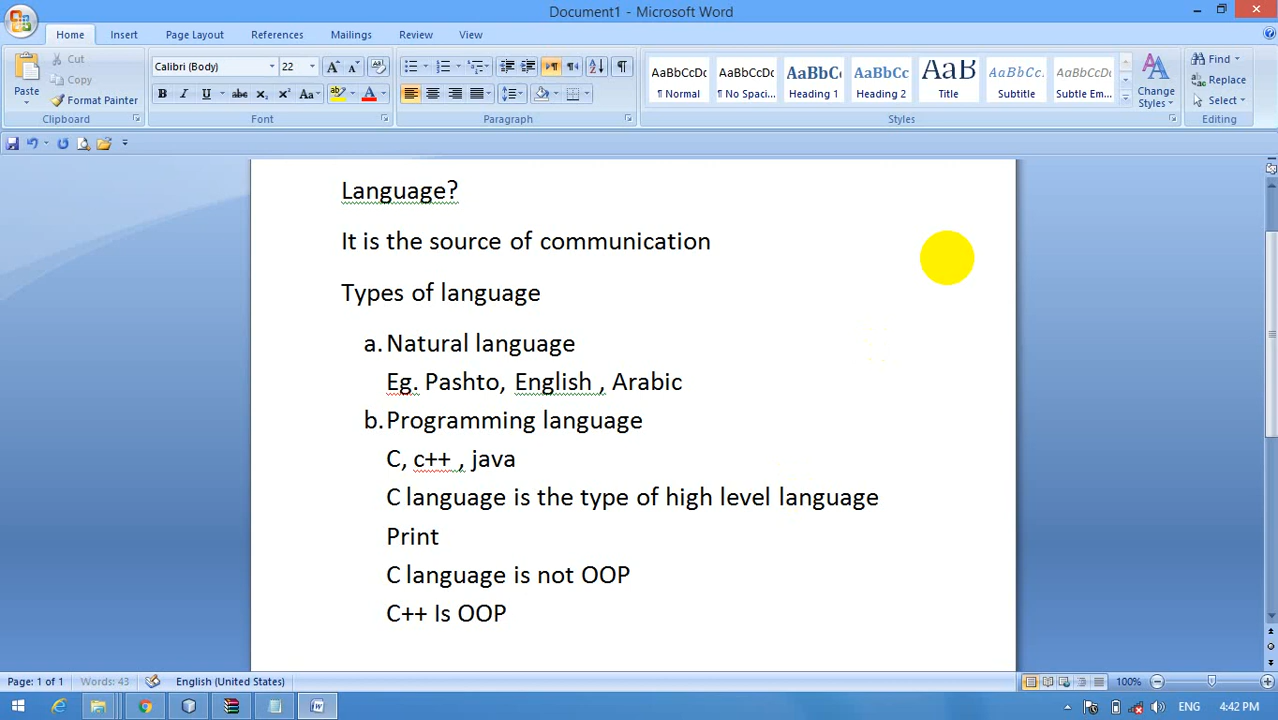 Document1 - Microsoft Word
Home Insert Page Layout References Mailings Review View
Paste
Cut
Copy
Format Painter
Clipboard
Calibri (Body) 22
Font
Paragraph
AaBbCcDc AaBbCcDc AaBbC AaBbCc AaB AaBbCc. AaBbCcDc
¶ Normal ¶ No Spaci... Heading 1 Heading 2 Title Subtitle Subtle Em...
Change Styles
Styles
Find
Replace
Select
Editing
Language?
It is the source of communication
Types of language
a. Natural language
Eg. Pashto, English , Arabic
b. Programming language
C, c++ , java
C language is the type of high level language
Print
C language is not OOP
C++ Is OOP
Page: 1 of 1 Words: 43 English (United States) 100%
ENG 4:42 PM